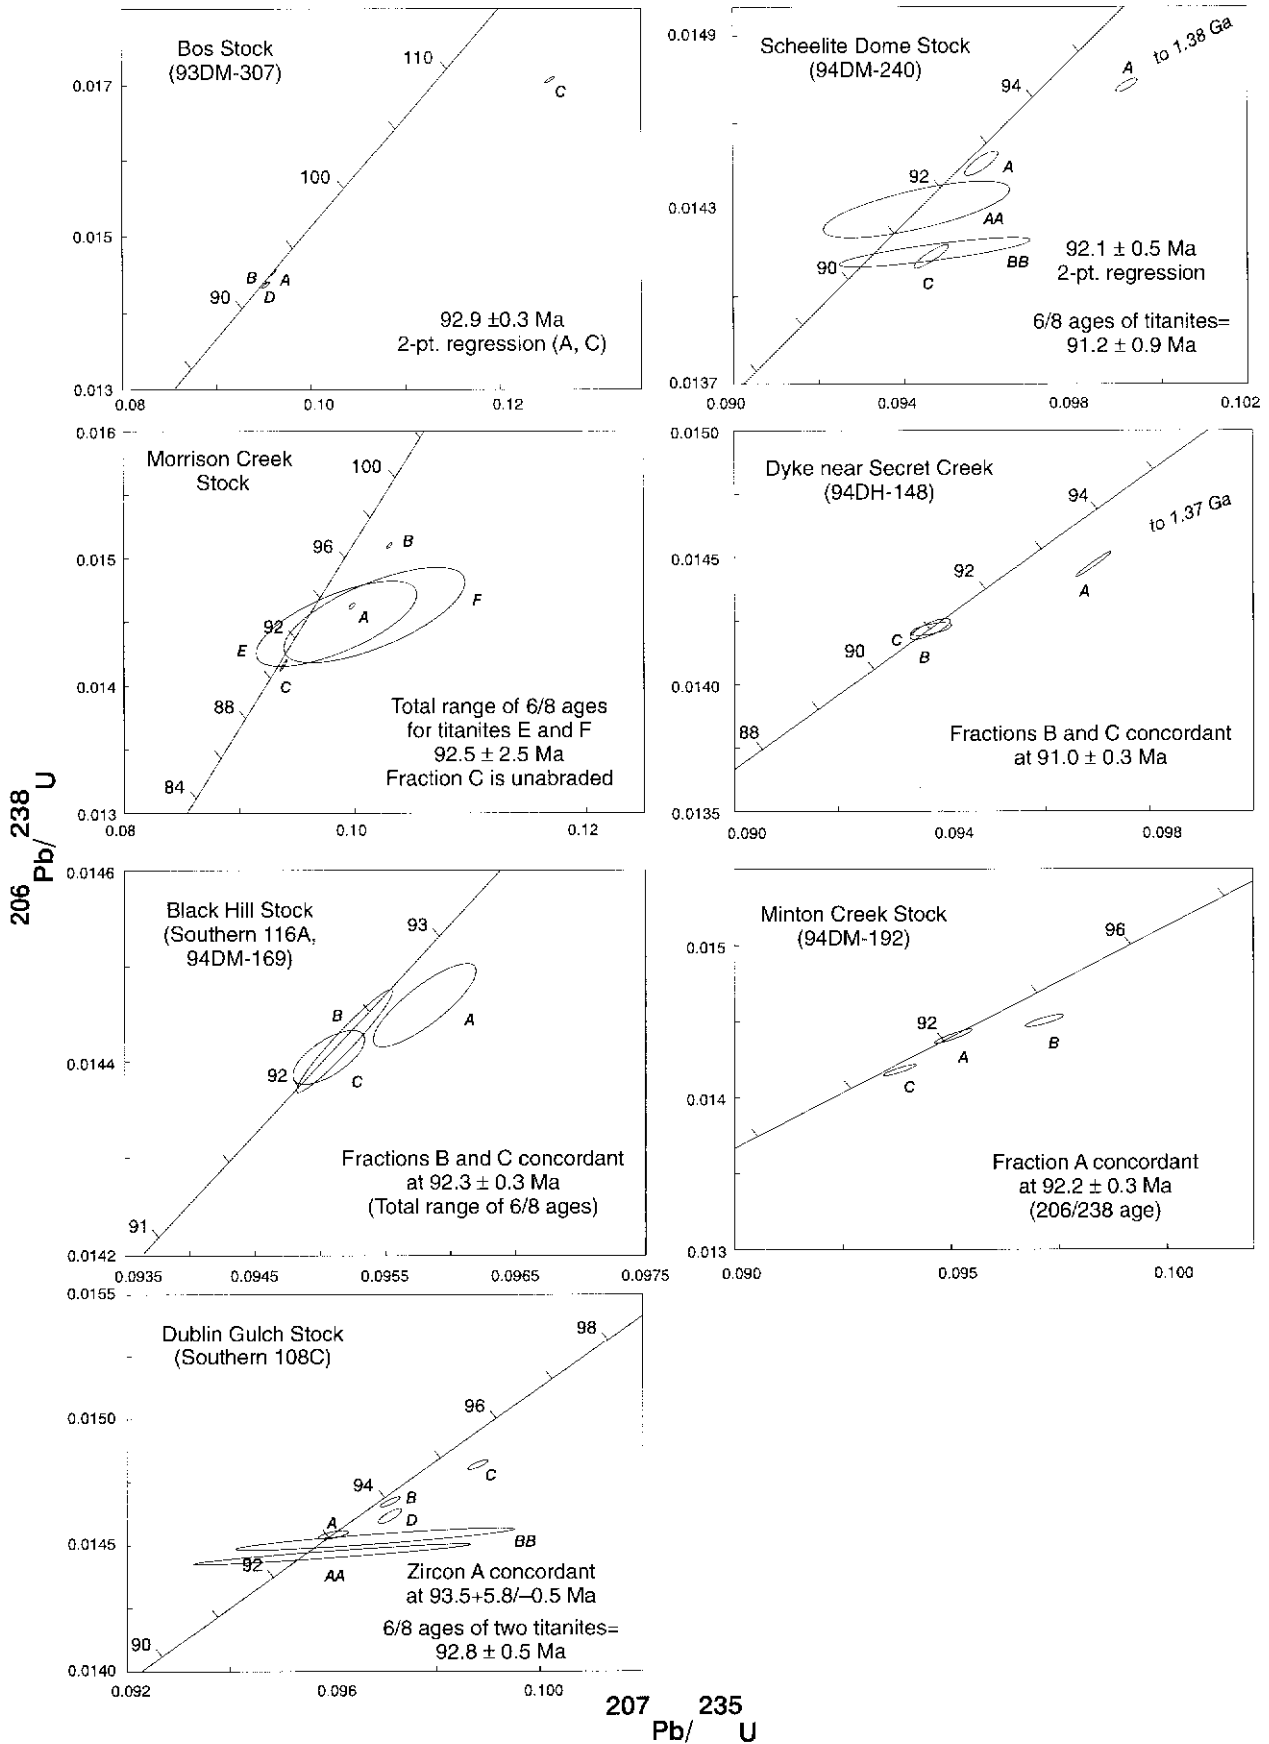 Bos Stock
(93DM-307)
110
0.017
C
100
0.015
B
A
90
D
92.9 ±0.3 Ma
2-pt. regression (A, C)
0.013
0.08
0.10
0.12
0.0149
Scheelite Dome Stock
(94DM-240)
to 1.38 Ga
A
94
A
92
0.0143
AA
BB
90
C
92.1 ± 0.5 Ma
2-pt. regression
6/8 ages of titanites=
91.2 ± 0.9 Ma
0.0137
0.090
0.094
0.098
0.102
0.016
Morrison Creek
Stock
100
96
B
0.015
F
A
92
E
C
0.014
88
Total range of 6/8 ages
for titanites E and F
92.5 ± 2.5 Ma
Fraction C is unabraded
84
0.013
0.08
0.10
0.12
0.0150
Dyke near Secret Creek
(94DH-148)
94
to 1.37 Ga
0.0145
92
A
C
B
90
0.0140
88
Fractions B and C concordant
at 91.0 ± 0.3 Ma
0.0135
0.090
0.094
0.098
206
Pb/
238
U
0.0146
Black Hill Stock
(Southern 116A,
94DM-169)
93
B
A
0.0144
92
C
Fractions B and C concordant
at 92.3 ± 0.3 Ma
(Total range of 6/8 ages)
91
0.0142
0.0935
0.0945
0.0955
0.0965
0.0975
Minton Creek Stock
(94DM-192)
96
0.015
92
A
B
C
0.014
Fraction A concordant
at 92.2 ± 0.3 Ma
(206/238 age)
0.013
0.090
0.095
0.100
0.0155
Dublin Gulch Stock
(Southern 108C)
98
96
0.0150
C
94
B
D
A
0.0145
BB
92
AA
Zircon A concordant
at 93.5+5.8/–0.5 Ma
6/8 ages of two titanites=
92.8 ± 0.5 Ma
90
0.0140
0.092
0.096
0.100
207
Pb/
235
U